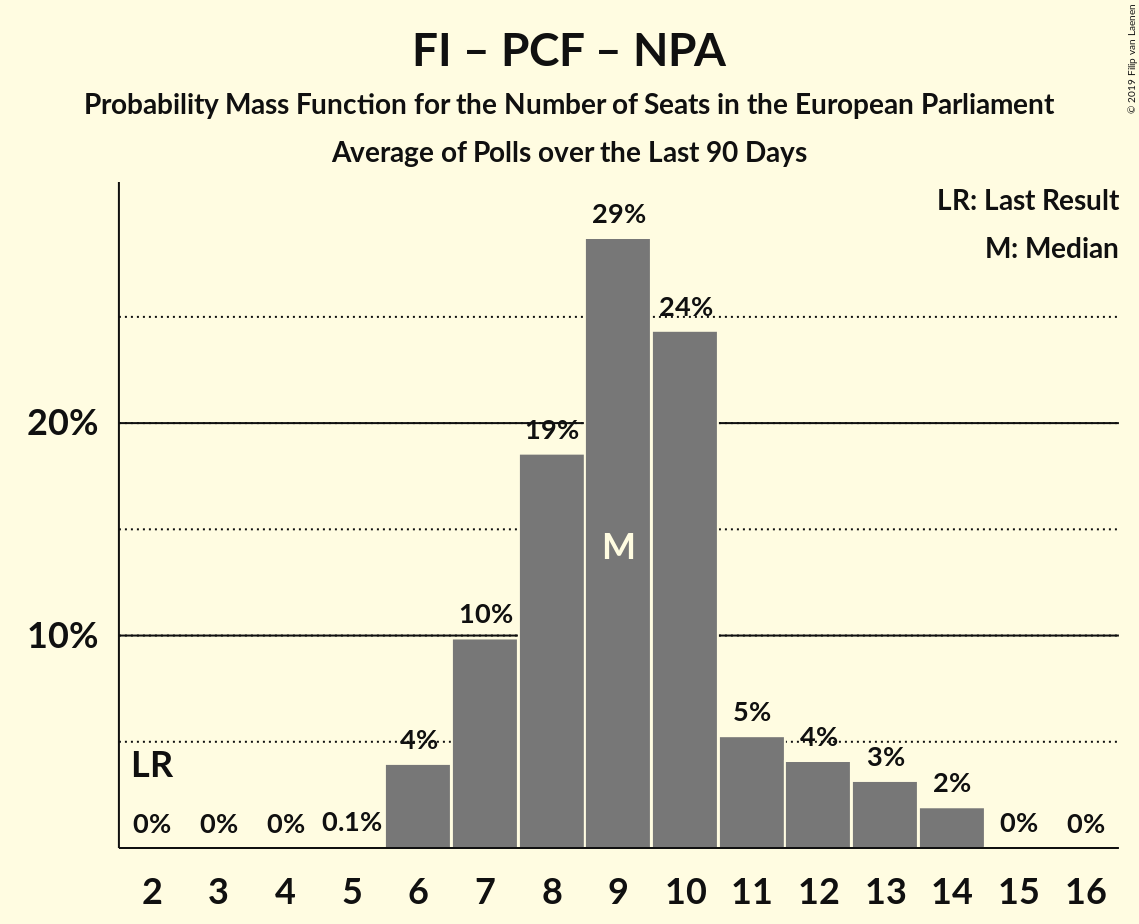 FI – PCF – NPA
Probability Mass Function for the Number of Seats in the European Parliament
Average of Polls over the Last 90 Days
© 2019 Filip van Laenen
LR: Last Result
M: Median
29%
24%
20%
19%
M
10%
10%
5%
4%
4%
3%
2%
LR
0%
0%
0%
0.1%
0%
0%
2 3 4 5 6 7 8 9 10 11 12 13 14 15 16